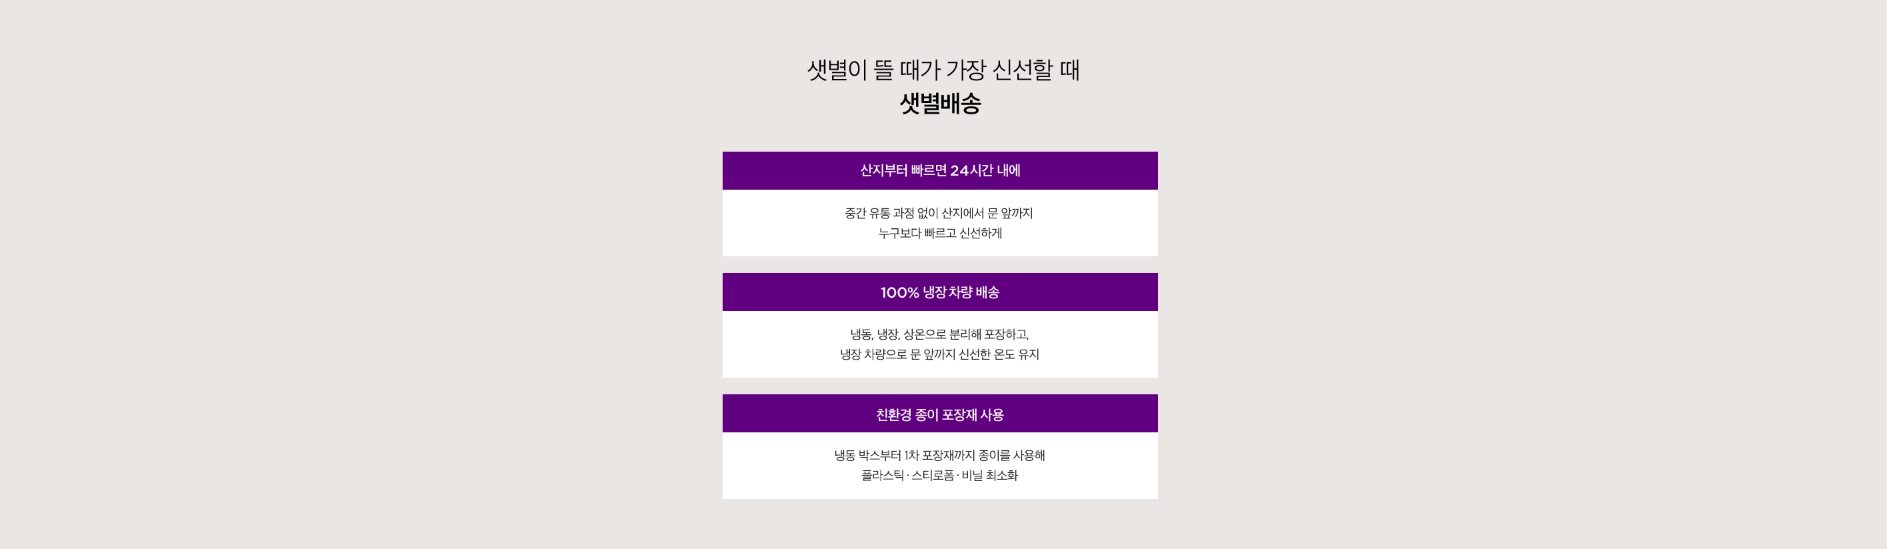 샛별이 뜰 때가 가장 신선할 때
샛별배송
산지부터 빠르면 24시간 내에
중간 유통 과정 없이 산지에서 문 앞까지
누구보다 빠르고 신선하게
100% 냉장 차량 배송
냉동, 냉장, 상온으로 분리해 포장하고,
냉장 차량으로 문 앞까지 신선한 온도 유지
친환경 종이 포장재 사용
냉동 박스부터 1차 포장재까지 종이를 사용해
플라스틱 · 스티로폼 · 비닐 최소화